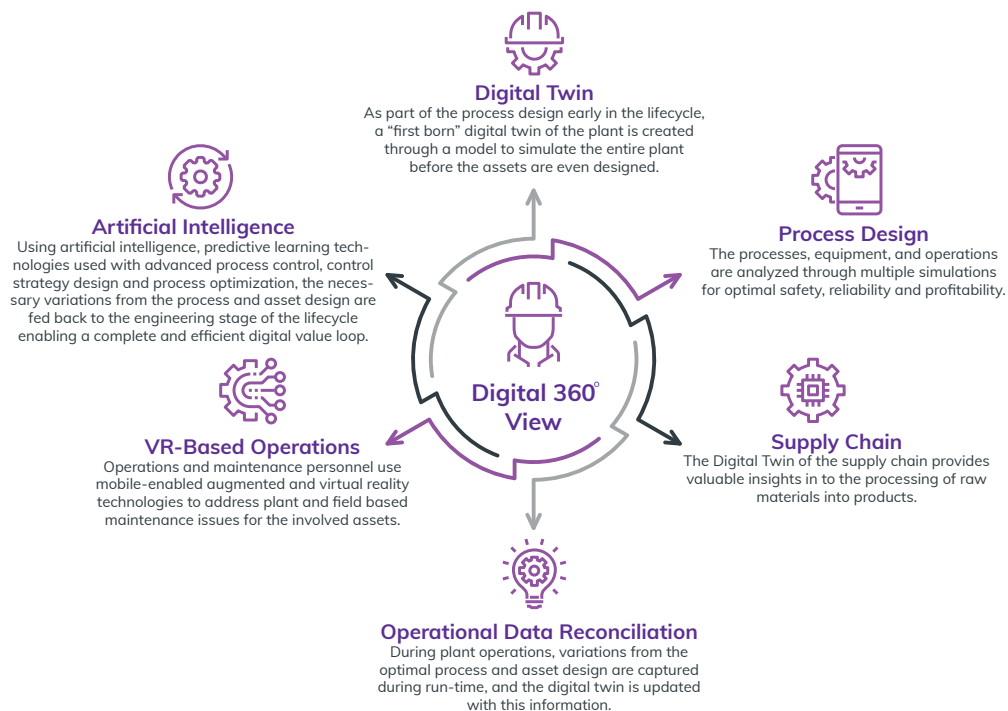 Digital Twin
As part of the process design early in the lifecycle,
a “first born” digital twin of the plant is created
through a model to simulate the entire plant
before the assets are even designed.
Process Design
The processes, equipment, and operations
are analyzed through multiple simulations
for optimal safety, reliability and profitability.
Supply Chain
The Digital Twin of the supply chain provides
valuable insights in to the processing of raw
materials into products.
Operational Data Reconciliation
During plant operations, variations from the
optimal process and asset design are captured
during run-time, and the digital twin is updated
with this information.
VR-Based Operations
Operations and maintenance personnel use
mobile-enabled augmented and virtual reality
technologies to address plant and field based
maintenance issues for the involved assets.
Artificial Intelligence
Using artificial intelligence, predictive learning tech-
nologies used with advanced process control, control
strategy design and process optimization, the neces-
sary variations from the process and asset design are
fed back to the engineering stage of the lifecycle
enabling a complete and efficient digital value loop.
Digital 360°
View